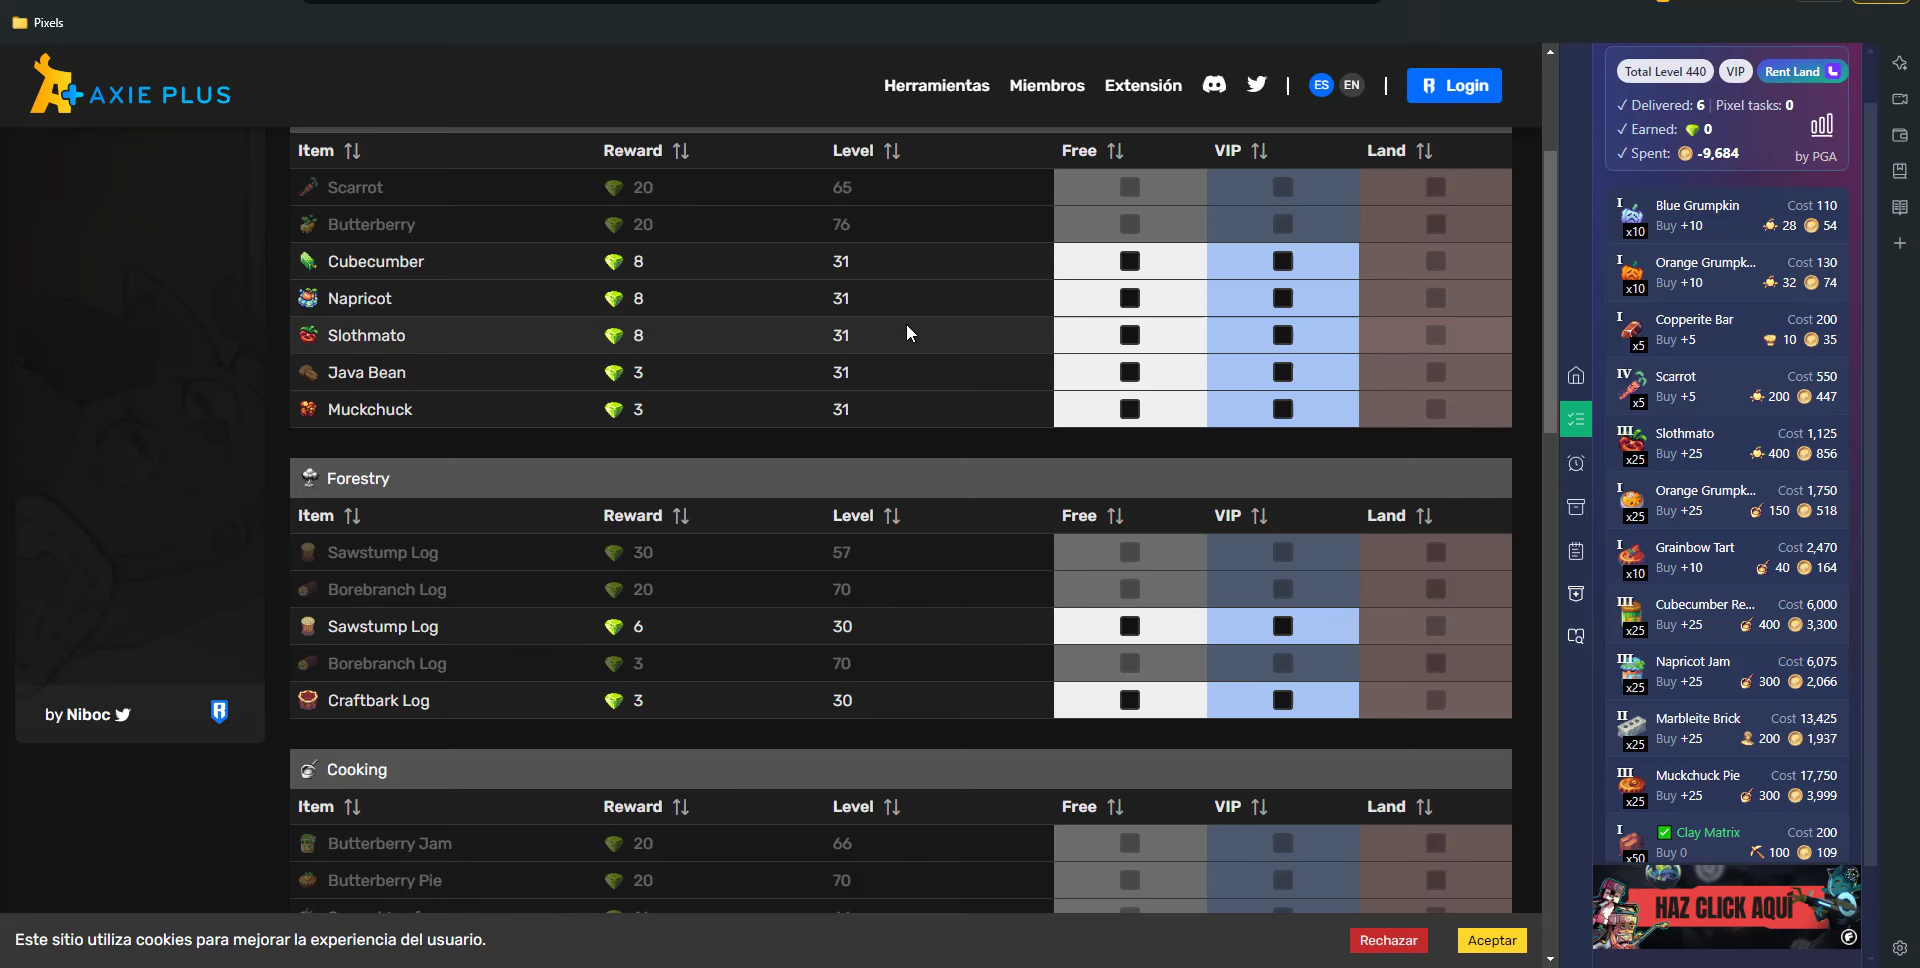 Pixels
AXIE PLUS
Herramientas Miembros Extensión | ES EN | Login
Item Reward Level Free VIP Land
Scarrot 20 65
Butterberry 20 76
Cubecumber 8 31
Napricot 8 31
Slothmato 8 31
Java Bean 3 31
Muckchuck 3 31
Forestry
Item Reward Level Free VIP Land
Sawstump Log 30 57
Borebranch Log 20 70
Sawstump Log 6 30
Borebranch Log 3 70
Craftbark Log 3 30
Cooking
Item Reward Level Free VIP Land
Butterberry Jam 20 66
Butterberry Pie 20 70
by Niboc
Este sitio utiliza cookies para mejorar la experiencia del usuario.
Rechazar Aceptar
Total Level 440 VIP Rent Land
✓ Delivered: 6 | Pixel tasks: 0
✓ Earned: 0
✓ Spent: -9,684 by PGA
I Blue Grumpkin Cost 110
x10 Buy +10 28 54
I Orange Grumpk... Cost 130
x10 Buy +10 32 74
I Copperite Bar Cost 200
x5 Buy +5 10 35
IV Scarrot Cost 550
x5 Buy +5 200 447
III Slothmato Cost 1,125
x25 Buy +25 400 856
I Orange Grumpk... Cost 1,750
x25 Buy +25 150 518
I Grainbow Tart Cost 2,470
x10 Buy +10 40 164
III Cubecumber Re... Cost 6,000
x25 Buy +25 400 3,300
III Napricot Jam Cost 6,075
x25 Buy +25 300 2,066
II Marbleite Brick Cost 13,425
x25 Buy +25 200 1,937
III Muckchuck Pie Cost 17,750
x25 Buy +25 300 3,999
I ✅ Clay Matrix Cost 200
x50 Buy 0 100 109
HAZ CLICK AQUÍ